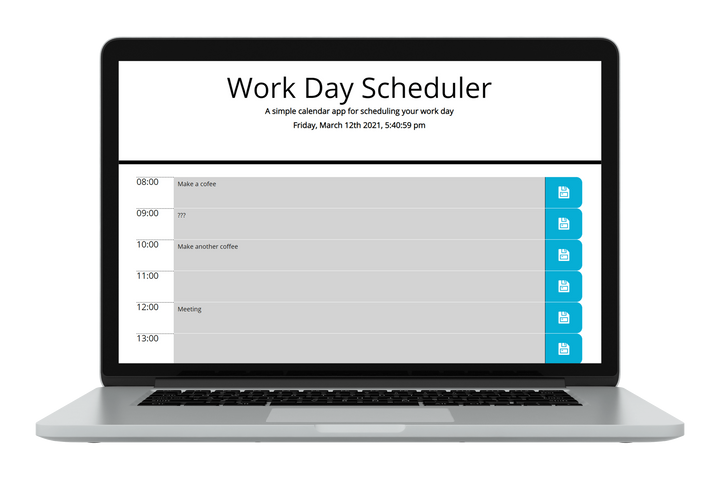 Work Day Scheduler
A simple calendar app for scheduling your work day
Friday, March 12th 2021, 5:40:59 pm
08:00 Make a cofee
09:00 ???
10:00 Make another coffee
11:00
12:00 Meeting
13:00